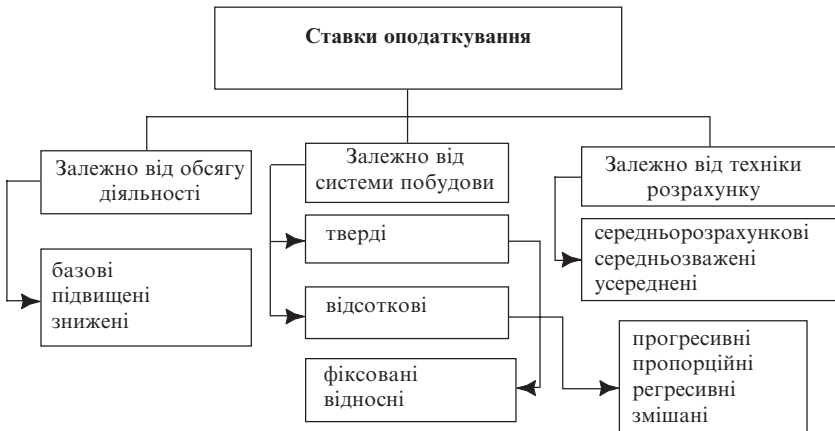 Ставки оподаткування
Залежно від обсягу
діяльності
базові
підвищені
знижені
Залежно від
системи побудови
тверді
відсоткові
фіксовані
відносні
Залежно від техніки
розрахунку
середньорозрахункові
середньозважені
усереднені
прогресивні
пропорційні
регресивні
змішані